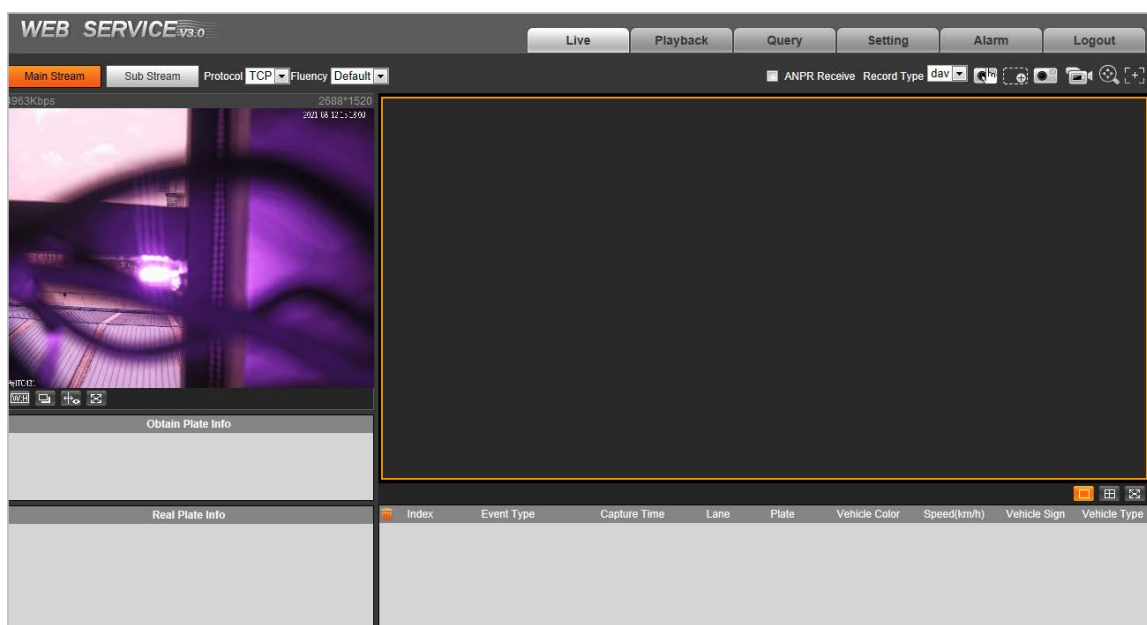 WEB SERVICE V3.0
Live Playback Query Setting Alarm Logout
Main Stream Sub Stream Protocol TCP Fluency Default ANPR Receive Record Type dav
4963Kbps 2688*1520
W:H
Obtain Plate Info
Real Plate Info
Index Event Type Capture Time Lane Plate Vehicle Color Speed(km/h) Vehicle Sign Vehicle Type